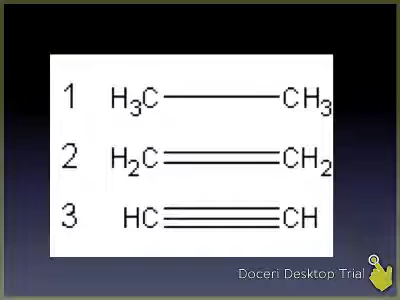 1 H₃C CH₃
2 H₂C CH₂
3 HC CH
Doceri Desktop Trial